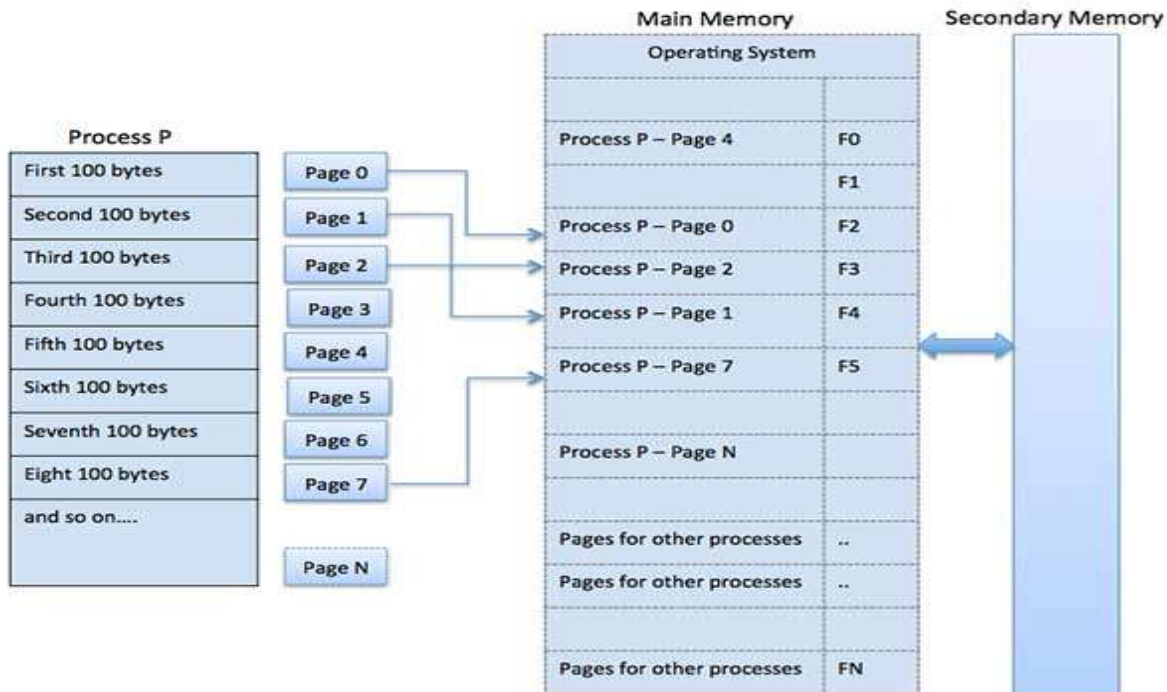 Main Memory
Secondary Memory
Operating System
Process P
Process P – Page 4 F0
First 100 bytes
Page 0
F1
Second 100 bytes
Page 1
Process P – Page 0 F2
Third 100 bytes
Page 2
Process P – Page 2 F3
Fourth 100 bytes
Page 3
Process P – Page 1 F4
Fifth 100 bytes
Page 4
Process P – Page 7 F5
Sixth 100 bytes
Page 5
Seventh 100 bytes
Page 6
Process P – Page N
Eight 100 bytes
Page 7
and so on....
Pages for other processes ..
Page N
Pages for other processes ..
Pages for other processes FN